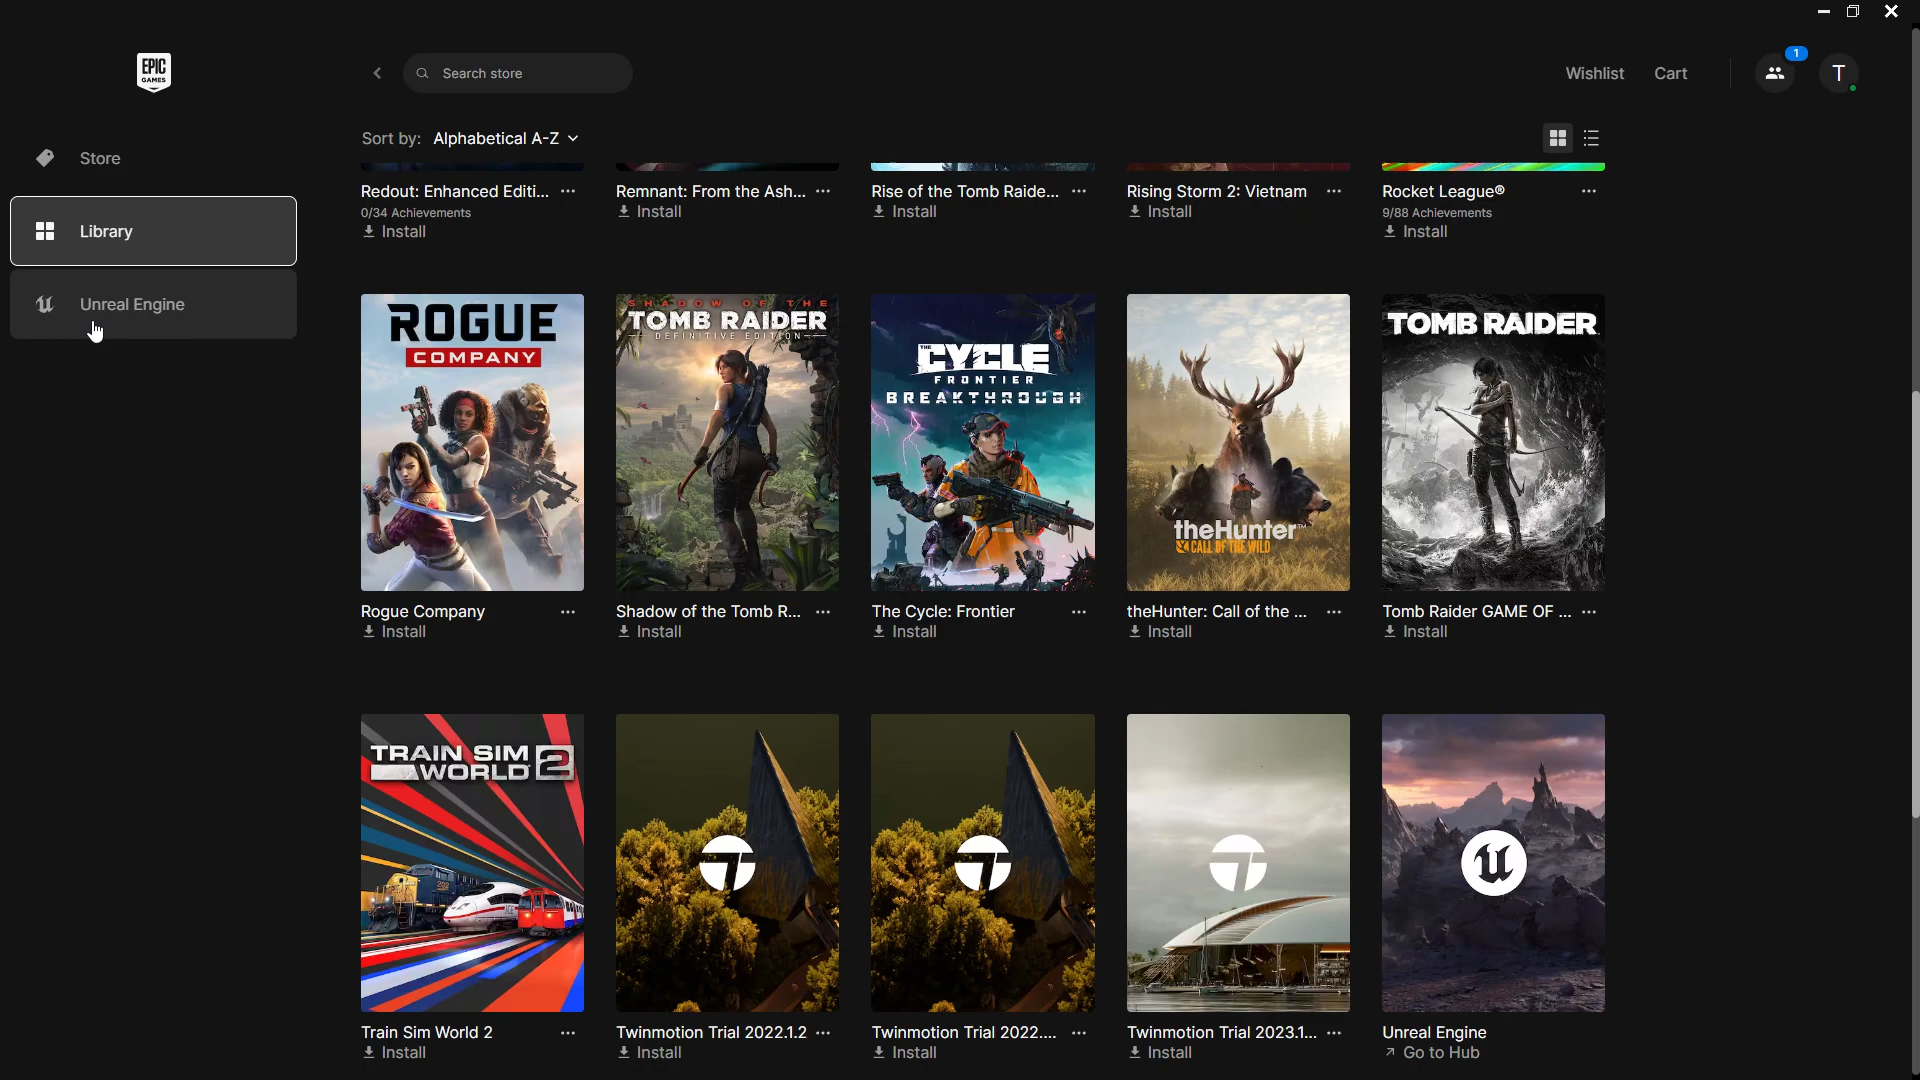 EPIC
GAMES
Search store
Wishlist
Cart
1
T
Sort by: Alphabetical A-Z
Store
Library
Unreal Engine
Redout: Enhanced Editi... ...
0/34 Achievements
Install
Remnant: From the Ash... ...
Install
Rise of the Tomb Raide... ...
Install
Rising Storm 2: Vietnam ...
Install
Rocket League® ...
9/88 Achievements
Install
ROGUE
COMPANY
Rogue Company ...
Install
SHADOW OF THE
TOMB RAIDER
DEFINITIVE EDITION
Shadow of the Tomb R... ...
Install
THE
CYCLE
FRONTIER
BREAKTHROUGH
The Cycle: Frontier ...
Install
theHunter™
CALL OF THE WILD
theHunter: Call of the ... ...
Install
TOMB RAIDER
Tomb Raider GAME OF ... ...
Install
TRAIN SIM
WORLD 2
202
Train Sim World 2 ...
Install
Twinmotion Trial 2022.1.2 ...
Install
Twinmotion Trial 2022.... ...
Install
Twinmotion Trial 2023.1... ...
Install
Unreal Engine
Go to Hub